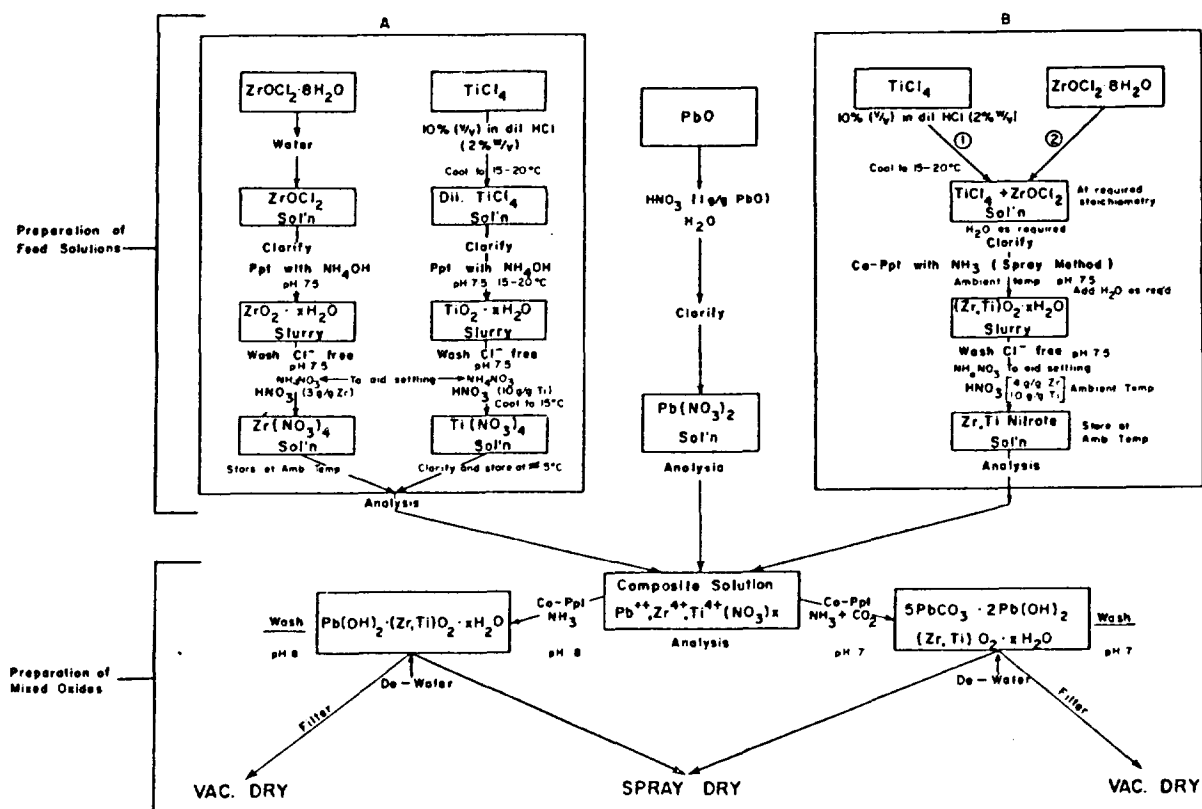 A
B
ZrOCl2·8H2O
TiCl4
PbO
TiCl4
ZrOCl2·8H2O
Water
10% (V/v) in dil HCl
(2% W/v)
Cool to 15-20°C
10% (V/v) in dil HCl (2% W/v)
①
②
Cool to 15-20°C
HNO3 (1 g/g PbO)
H2O
ZrOCl2
Sol'n
Dil. TiCl4
Sol'n
TiCl4 + ZrOCl2
Sol'n
At required
stoichiometry
H2O as required
Clarify
Preparation of
Feed Solutions
Clarify
Ppt with NH4OH
pH 7.5
Clarify
Ppt with NH4OH
pH 7.5 15-20°C
Co-Ppt with NH3 (Spray Method)
Ambient temp pH 7.5
Add H2O as req'd
ZrO2·xH2O
Slurry
TiO2·xH2O
Slurry
Clarify
(Zr,Ti)O2·xH2O
Slurry
Wash Cl- free
pH 7.5
Wash Cl- free
pH 7.5
Wash Cl- free pH 7.5
NH4NO3 To aid settling NH4NO3
HNO3 (3 g/g Zr)
HNO3 (10 g/g Ti)
Cool to 15°C
NH4NO3 To aid settling
HNO3 [4 g/g Zr
10 g/g Ti] Ambient Temp
Zr(NO3)4
Sol'n
Ti(NO3)4
Sol'n
Pb(NO3)2
Sol'n
Zr,Ti Nitrate
Sol'n
Store at
Amb Temp
Store at Amb Temp
Clarify and store at ≈ 5°C
Analysis
Analysis
Analysis
Composite Solution
Pb++,Zr4+,Ti4+(NO3)x
Analysis
Co-Ppt
NH3
pH 8
Co-Ppt
NH3 + CO2
pH 7
Wash
pH 8
Pb(OH)2·(Zr,Ti)O2·xH2O
5PbCO3·2Pb(OH)2
(Zr,Ti)O2·xH2O
Wash
pH 7
Preparation of
Mixed Oxides
De-Water
De-Water
Filter
Filter
VAC. DRY
SPRAY DRY
VAC. DRY